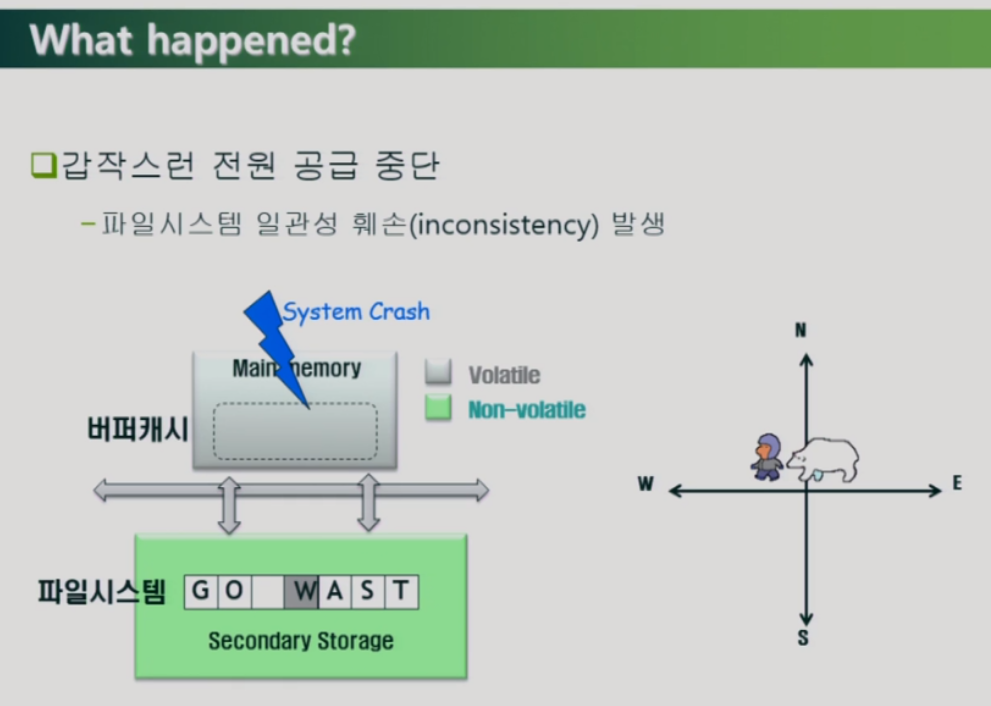 What happened?
갑작스런 전원 공급 중단
–파일시스템 일관성 훼손(inconsistency) 발생
System Crash
Main memory
버퍼캐시
Volatile
Non-volatile
파일시스템
G O W A S T
Secondary Storage
N
W
E
S